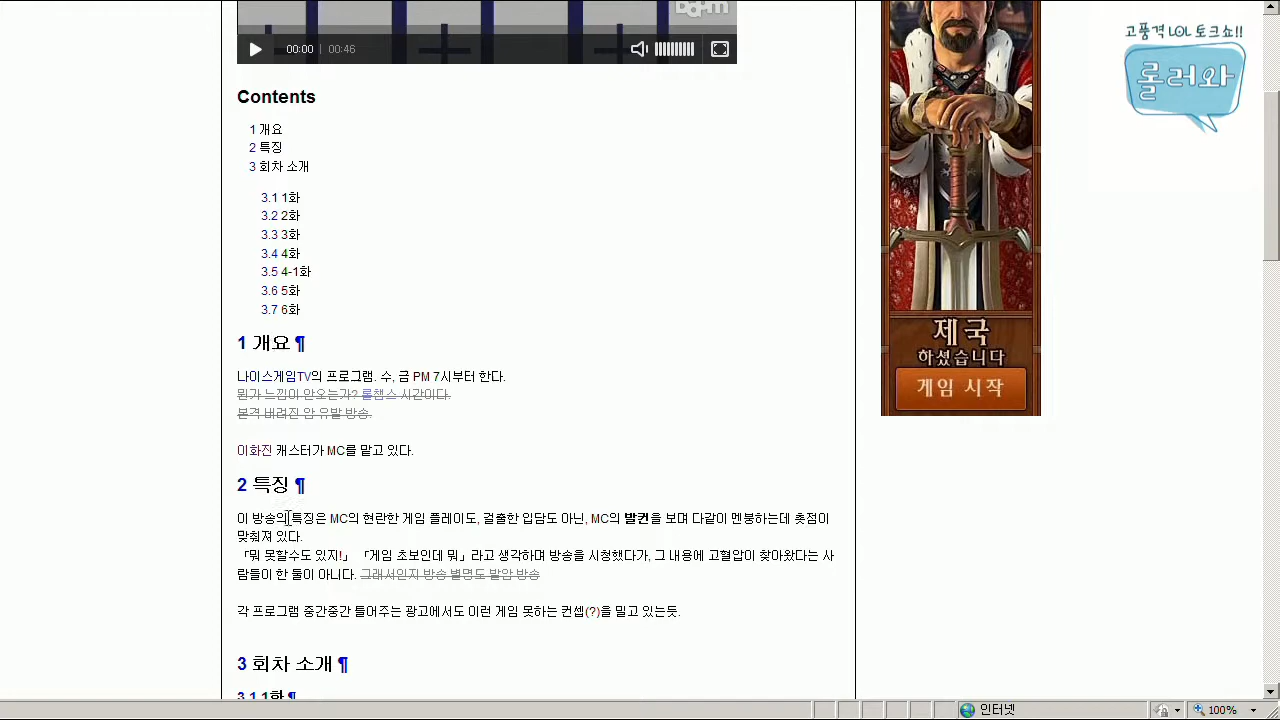 Daum
00:00 | 00:46
고품격 LOL 토크쇼!!
롤러와
Contents
1 개요
2 특징
3 회차 소개
3.1 1화
3.2 2화
3.3 3화
3.4 4화
3.5 4-1화
3.6 5화
3.7 6화
제국
하셨습니다
게임 시작
1 개요 ¶
나이스게임TV의 프로그램. 수, 금 PM 7시부터 한다.
뭔가 느낌이 안오는가? 롤챔스 시간이다.
본격 버려진 암 유발 방송.
이화진 캐스터가 MC를 맡고 있다.
2 특징 ¶
이 방송의 특징은 MC의 현란한 게임 플레이도, 걸출한 입담도 아닌, MC의 발컨을 보며 다같이 멘붕하는데 촛점이
맞춰져 있다.
「뭐 못할수도 있지!」 「게임 초보인데 뭐」라고 생각하며 방송을 시청했다가, 그 내용에 고혈압이 찾아왔다는 사
람들이 한 둘이 아니다. 그래서인지 방송 별명도 발암 방송
각 프로그램 중간중간 틀어주는 광고에서도 이런 게임 못하는 컨셉(?)을 밀고 있는듯.
3 회차 소개 ¶
3.1 1화 ¶
인터넷
100%